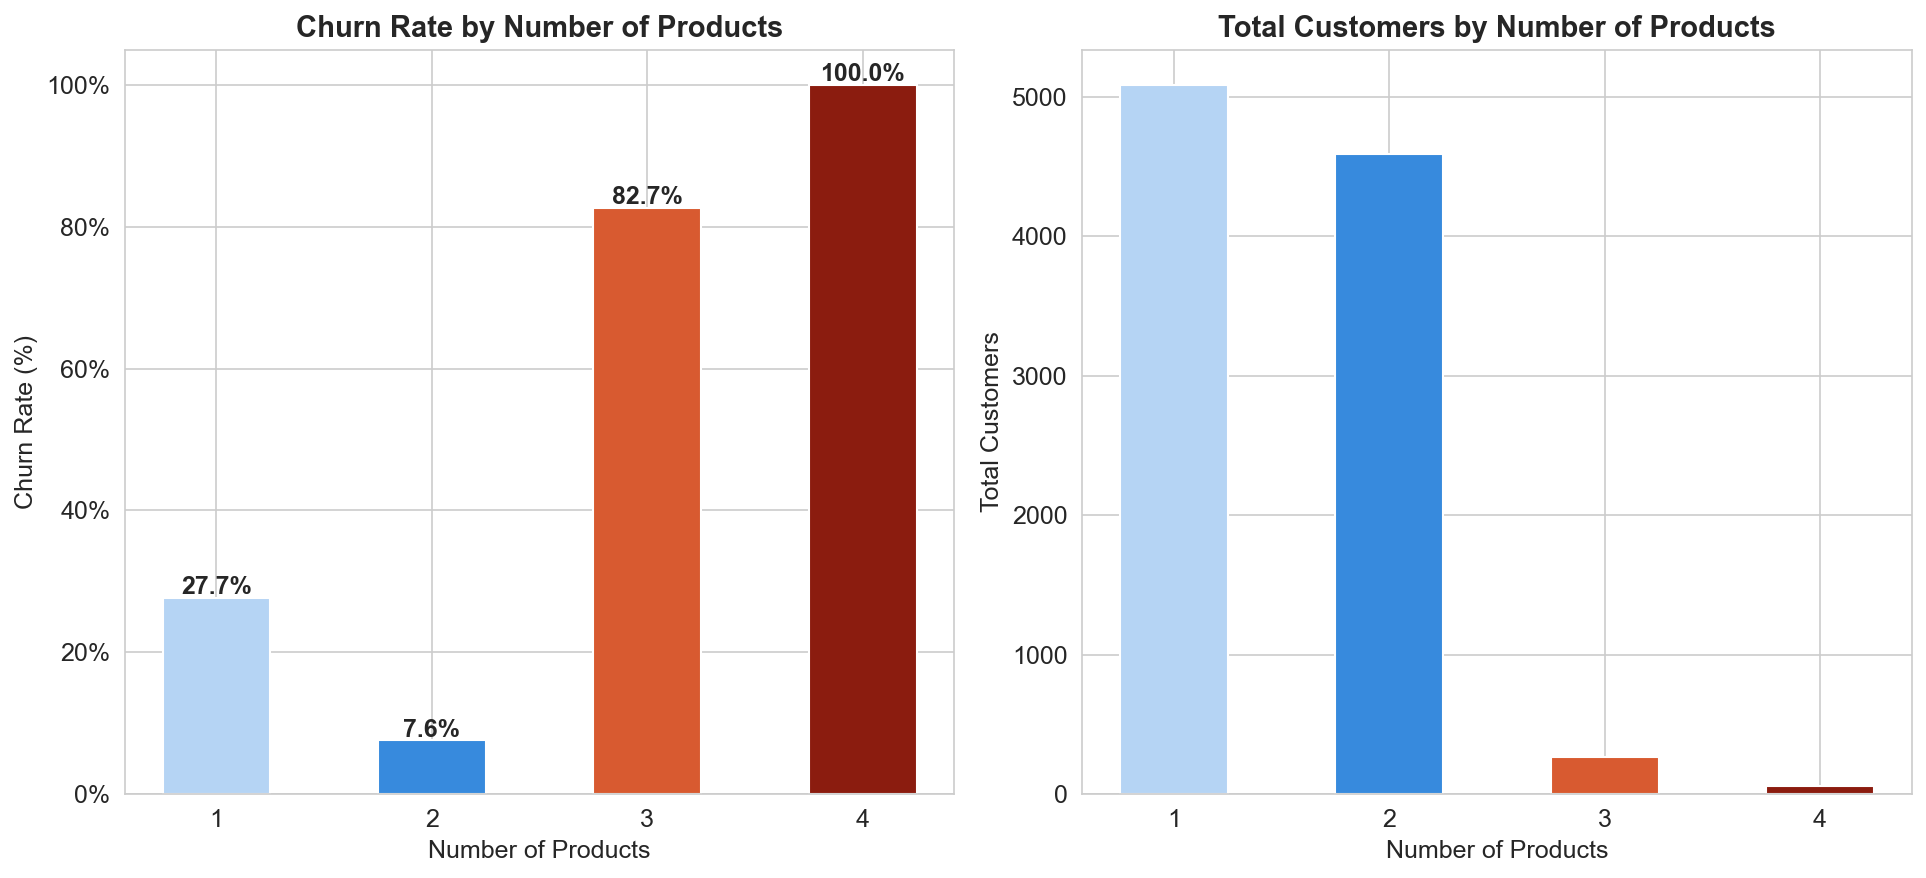 Churn Rate by Number of Products
100%
80%
60%
40%
20%
0%
Churn Rate (%)
27.7%
7.6%
82.7%
100.0%
1 2 3 4
Number of Products
Total Customers by Number of Products
5000
4000
3000
2000
1000
0
Total Customers
1 2 3 4
Number of Products